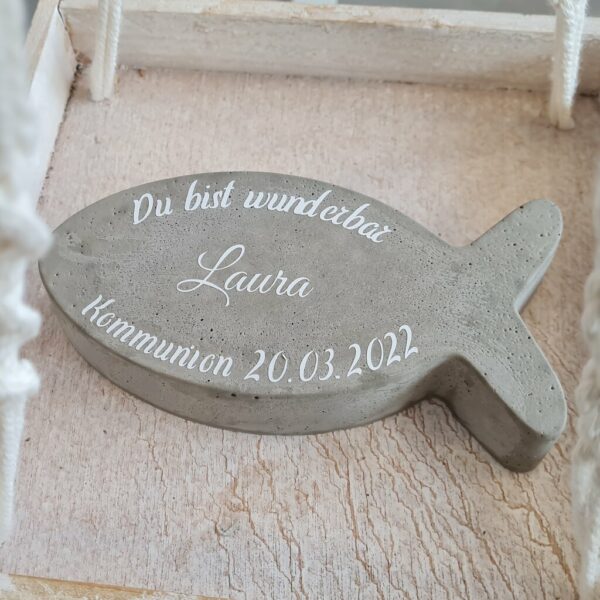 Du bist wunderbar
Laura
Kommunion 20.03.2022